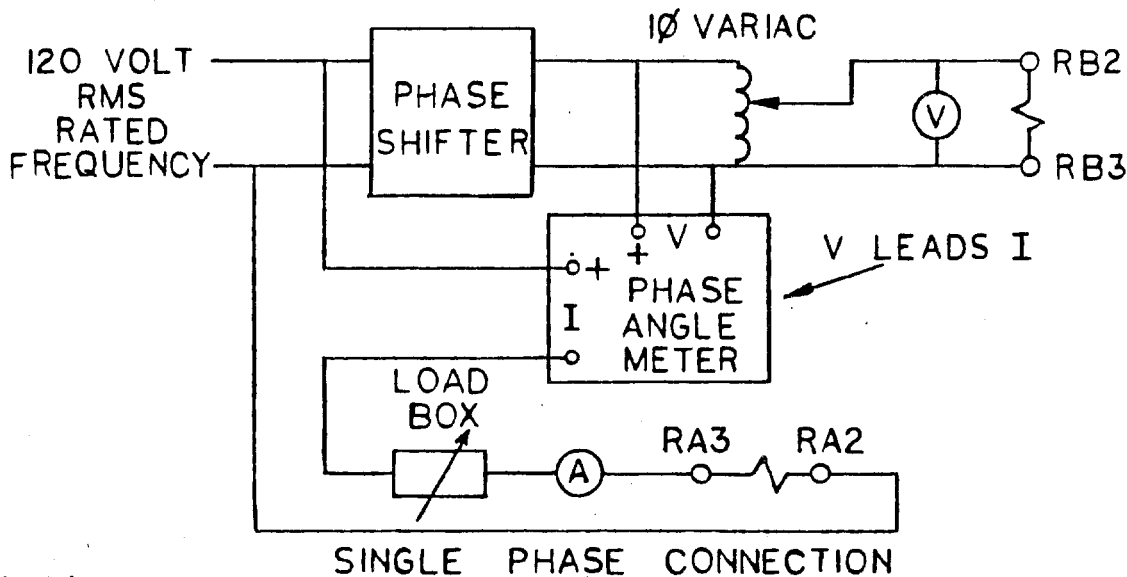 1Ø VARIAC
120 VOLT
RMS
RATED
FREQUENCY
PHASE
SHIFTER
V
RB2
RB3
+ V
+
I
PHASE
ANGLE
METER
V LEADS I
LOAD
BOX
A
RA3
RA2
SINGLE PHASE CONNECTION